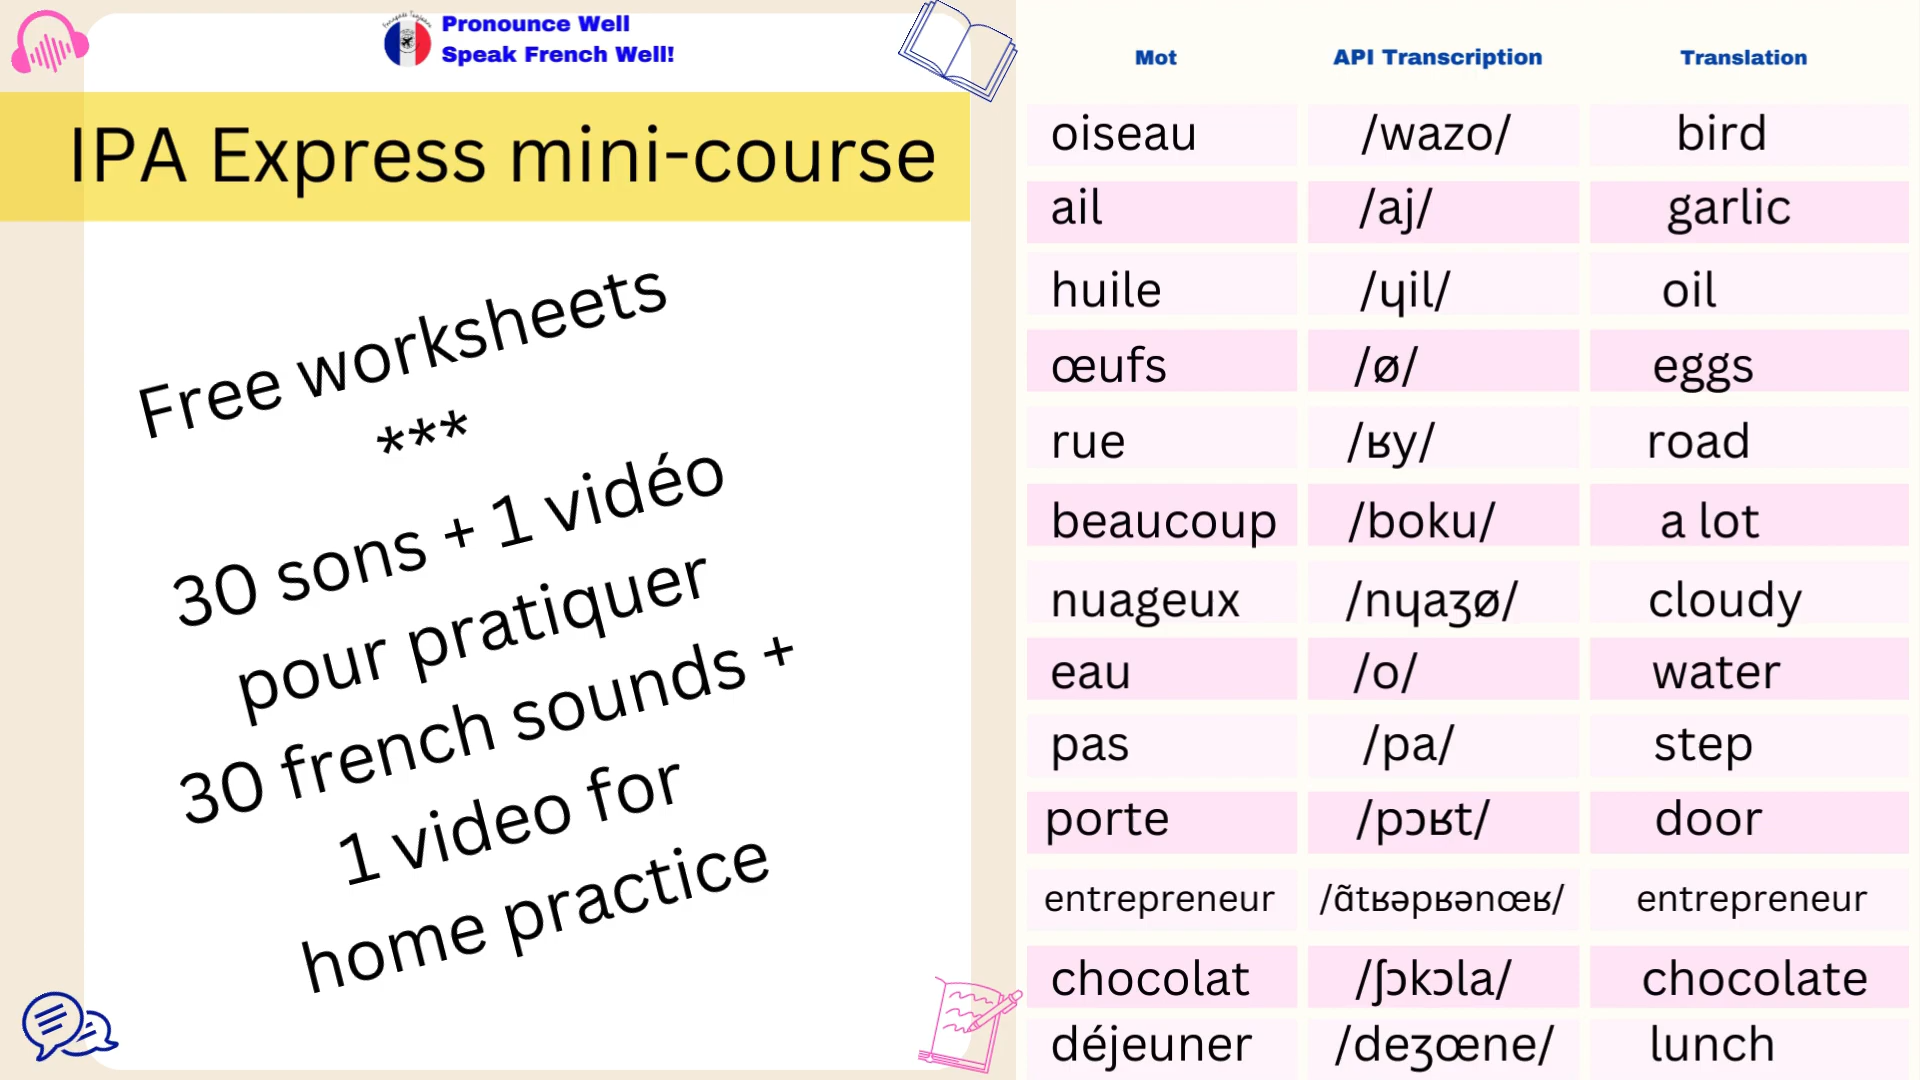 Pronounce Well
Speak French Well!
IPA Express mini-course
Free worksheets
***
30 sons + 1 vidéo
pour pratiquer
30 french sounds +
1 video for
home practice
Mot API Transcription Translation
oiseau /wazo/ bird
ail /aj/ garlic
huile /ɥil/ oil
œufs /ø/ eggs
rue /ʁy/ road
beaucoup /boku/ a lot
nuageux /nɥaʒø/ cloudy
eau /o/ water
pas /pa/ step
porte /pɔʁt/ door
entrepreneur /ɑ̃tʁəpʁənœʁ/ entrepreneur
chocolat /ʃɔkɔla/ chocolate
déjeuner /deʒœne/ lunch